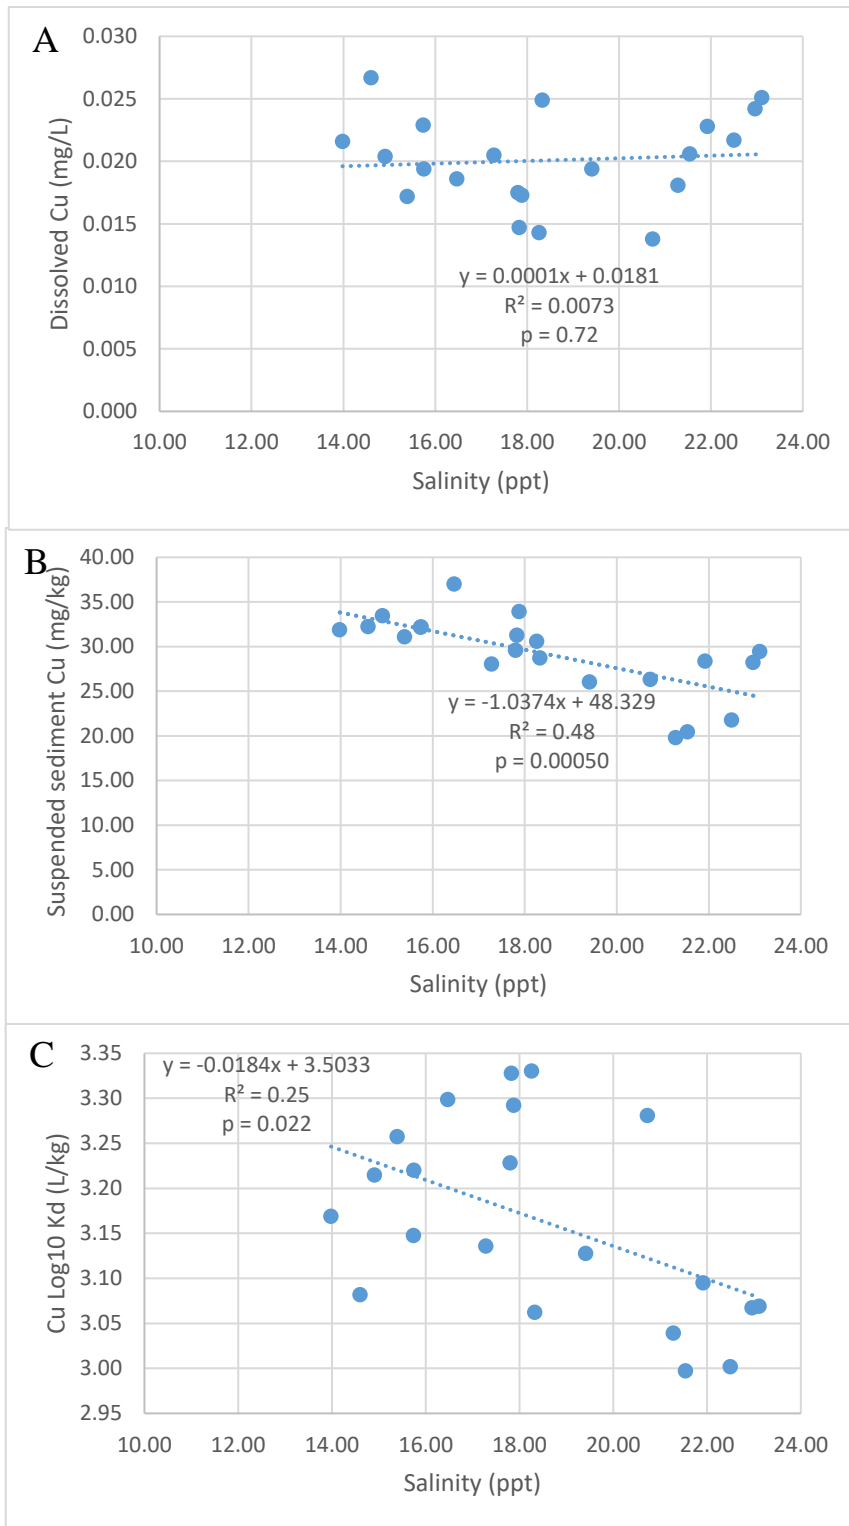 A
0.030
0.025
0.020
0.015
0.010
0.005
0.000
Dissolved Cu (mg/L)
y = 0.0001x + 0.0181
R² = 0.0073
p = 0.72
10.00 12.00 14.00 16.00 18.00 20.00 22.00 24.00
Salinity (ppt)
B
40.00
35.00
30.00
25.00
20.00
15.00
10.00
5.00
0.00
Suspended sediment Cu (mg/kg)
y = -1.0374x + 48.329
R² = 0.48
p = 0.00050
10.00 12.00 14.00 16.00 18.00 20.00 22.00 24.00
Salinity (ppt)
C
3.35
3.30
3.25
3.20
3.15
3.10
3.05
3.00
2.95
Cu Log10 Kd (L/kg)
y = -0.0184x + 3.5033
R² = 0.25
p = 0.022
10.00 12.00 14.00 16.00 18.00 20.00 22.00 24.00
Salinity (ppt)